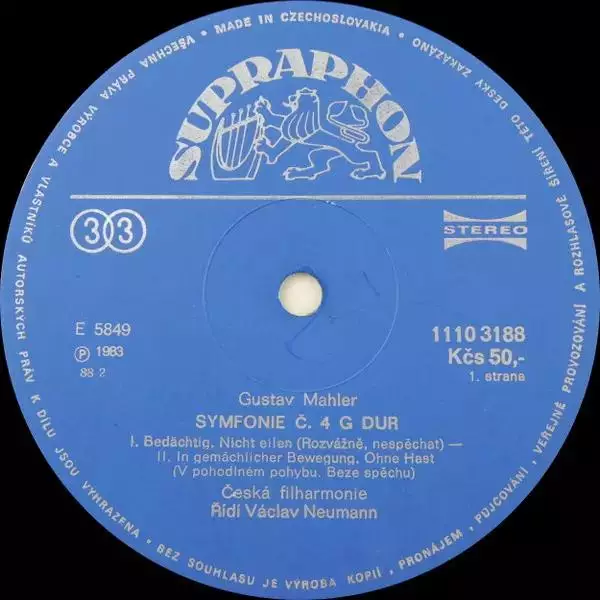 MADE IN CZECHOSLOVAKIA • VŠECHNA PRÁVA VÝROBCE A VLASTNÍKŮ AUTORSKÝCH PRÁV K DÍLU JSOU VYHRAZENA • BEZ SOUHLASU JE VÝROBA KOPIÍ, PRONÁJEM, PŮJČOVÁNÍ, VEŘEJNÉ PROVOZOVÁNÍ A ROZHLASOVÉ ŠÍŘENÍ TÉTO DESKY ZAKÁZÁNO •
SUPRAPHON
33
STEREO
E 5849
1110 3188
Ⓟ 1983
Kčs 50,-
88 2
1. strana
Gustav Mahler
SYMFONIE Č. 4 G DUR
I. Bedächtig, Nicht eilen (Rozvážně, nespěchat) —
II. In gemächlicher Bewegung. Ohne Hast
(V pohodlném pohybu. Beze spěchu)
Česká filharmonie
Řídí Václav Neumann